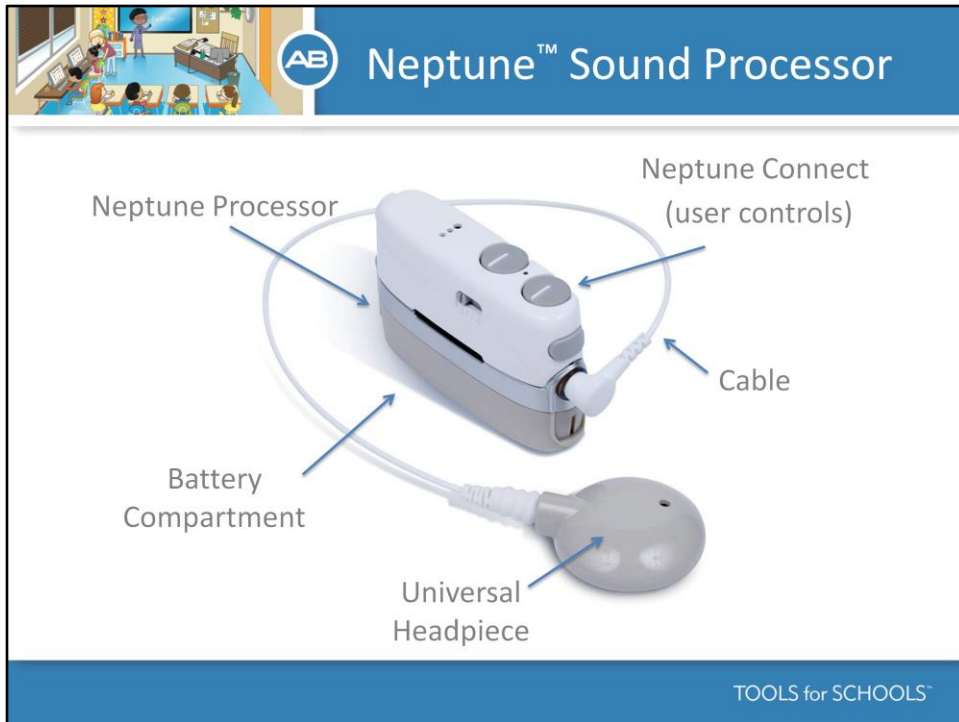 AB
Neptune™ Sound Processor
Neptune Connect
(user controls)
Neptune Processor
Cable
Battery
Compartment
Universal
Headpiece
TOOLS for SCHOOLS™